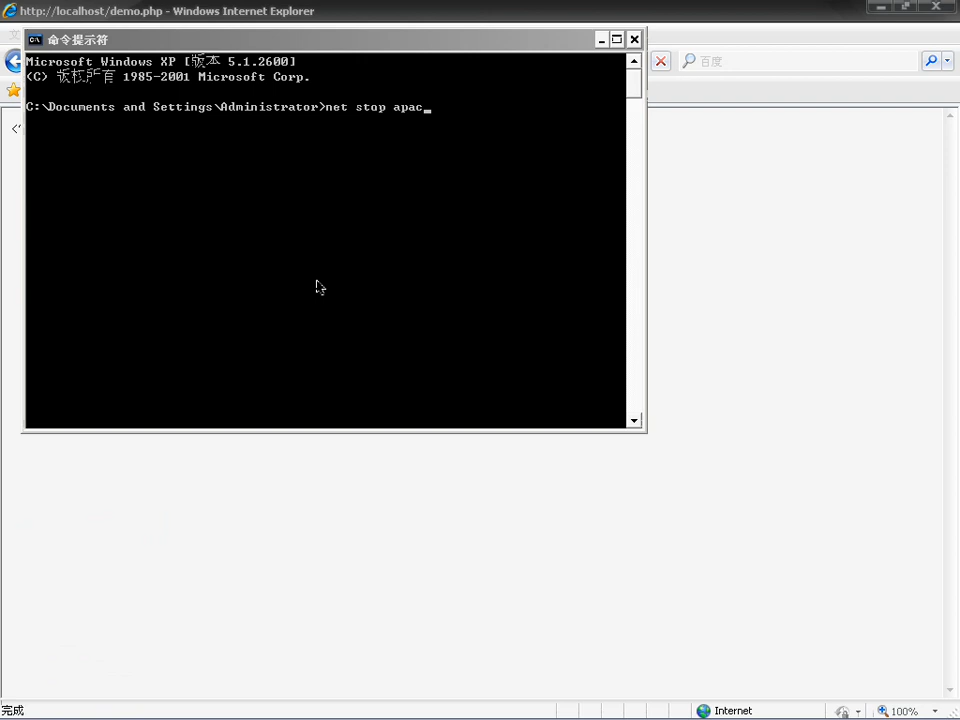 http://localhost/demo.php - Windows Internet Explorer
命令提示符
Microsoft Windows XP [版本 5.1.2600]
(C) 版权所有 1985-2001 Microsoft Corp.
百度
C:\Documents and Settings\Administrator>net stop apac_
完成
Internet
100%